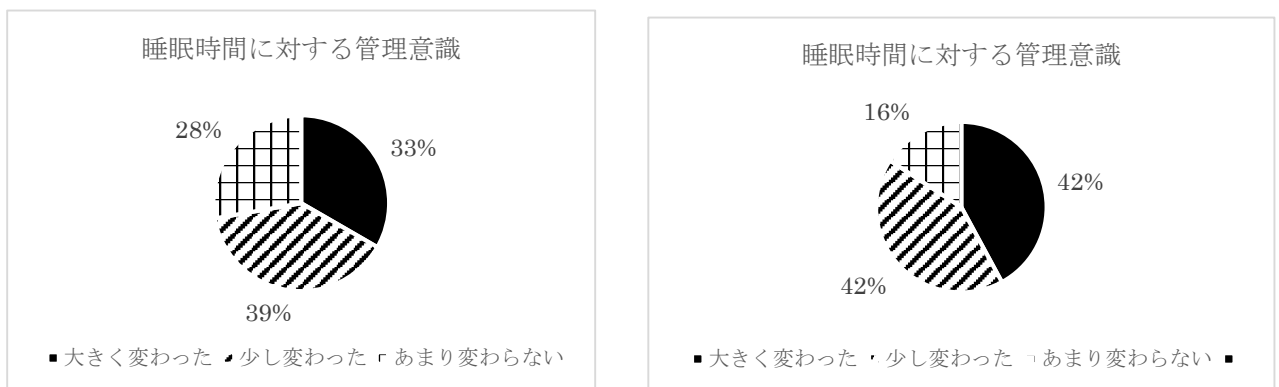 睡眠時間に対する管理意識
28%
33%
39%
大きく変わった 少し変わった あまり変わらない
睡眠時間に対する管理意識
16%
42%
42%
大きく変わった 少し変わった あまり変わらない